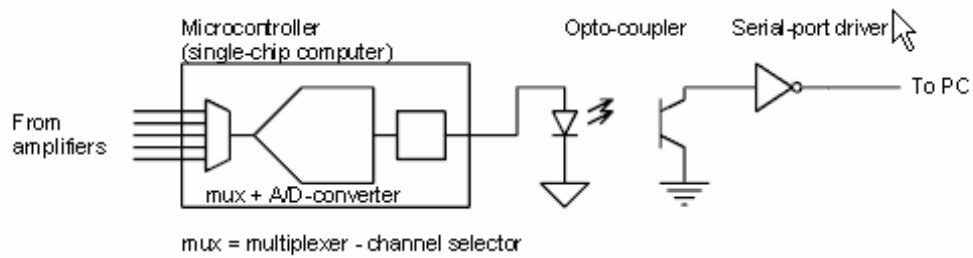 Microcontroller
(single-chip computer)
Opto-coupler
Serial-port driver
To PC
From
amplifiers
mux + A/D-converter
mux = multiplexer - channel selector